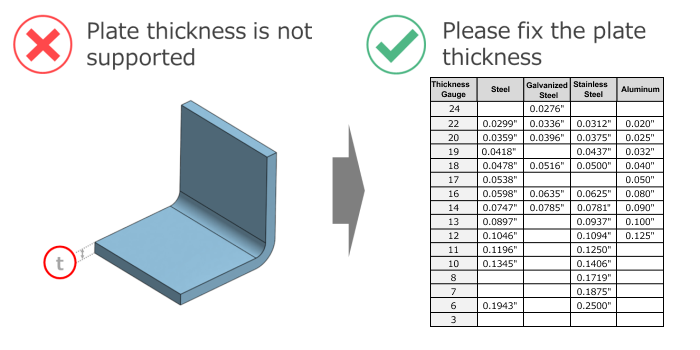 Plate thickness is not
supported
t
Please fix the plate
thickness
Thickness Gauge Steel Galvanized Steel Stainless Steel Aluminum
24 0.0276"
22 0.0299" 0.0336" 0.0312" 0.020"
20 0.0359" 0.0396" 0.0375" 0.025"
19 0.0418" 0.0437" 0.032"
18 0.0478" 0.0516" 0.0500" 0.040"
17 0.0538" 0.050"
16 0.0598" 0.0635" 0.0625" 0.080"
14 0.0747" 0.0785" 0.0781" 0.090"
13 0.0897" 0.0937" 0.100"
12 0.1046" 0.1094" 0.125"
11 0.1196" 0.1250"
10 0.1345" 0.1406"
8 0.1719"
7 0.1875"
6 0.1943" 0.2500"
3